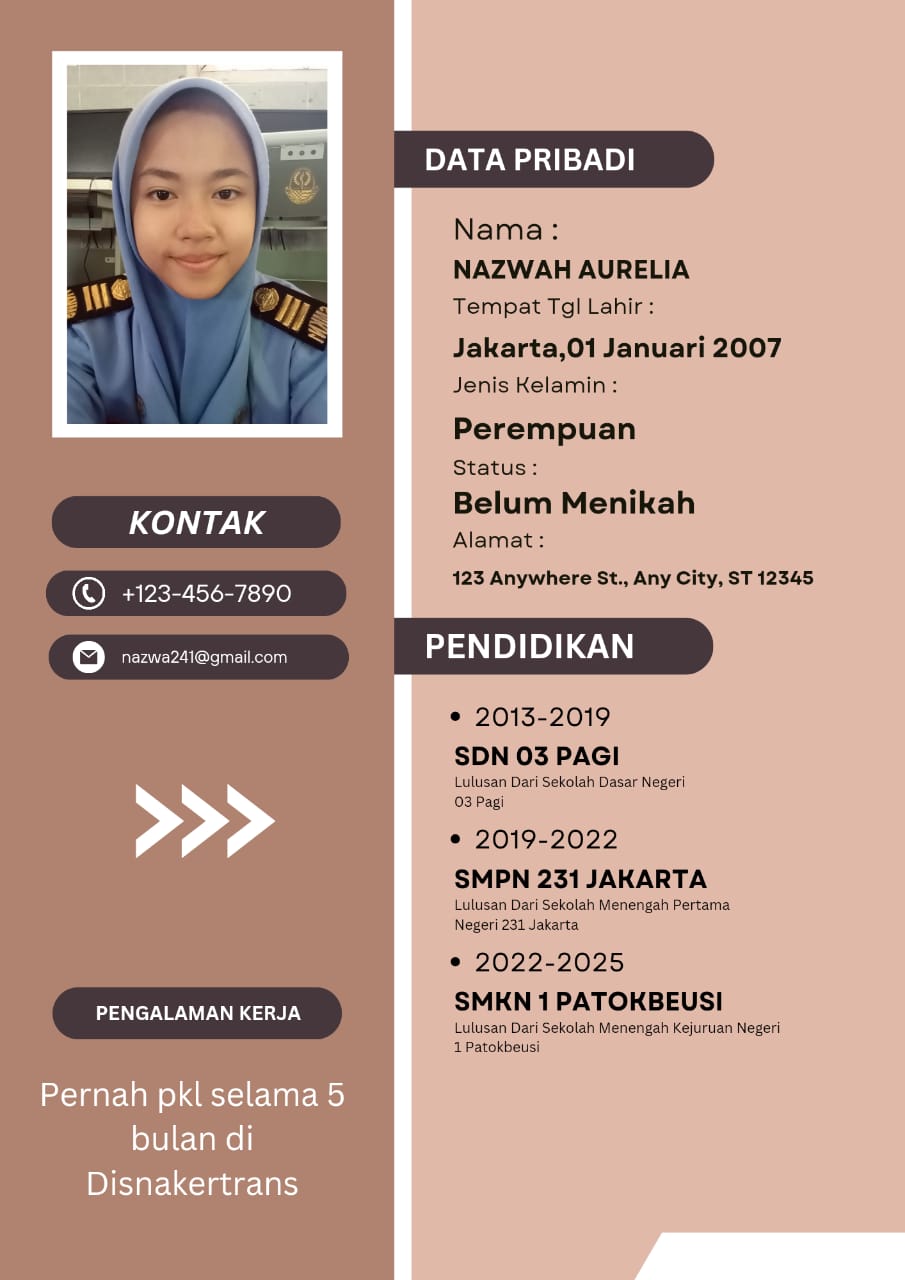 DATA PRIBADI
Nama :
NAZWAH AURELIA
Tempat Tgl Lahir :
Jakarta,01 Januari 2007
Jenis Kelamin :
Perempuan
Status :
Belum Menikah
Alamat :
123 Anywhere St., Any City, ST 12345
KONTAK
+123-456-7890
nazwa241@gmail.com
PENDIDIKAN
• 2013-2019
SDN 03 PAGI
Lulusan Dari Sekolah Dasar Negeri
03 Pagi
• 2019-2022
SMPN 231 JAKARTA
Lulusan Dari Sekolah Menengah Pertama
Negeri 231 Jakarta
• 2022-2025
SMKN 1 PATOKBEUSI
Lulusan Dari Sekolah Menengah Kejuruan Negeri
1 Patokbeusi
PENGALAMAN KERJA
Pernah pkl selama 5
bulan di
Disnakertrans